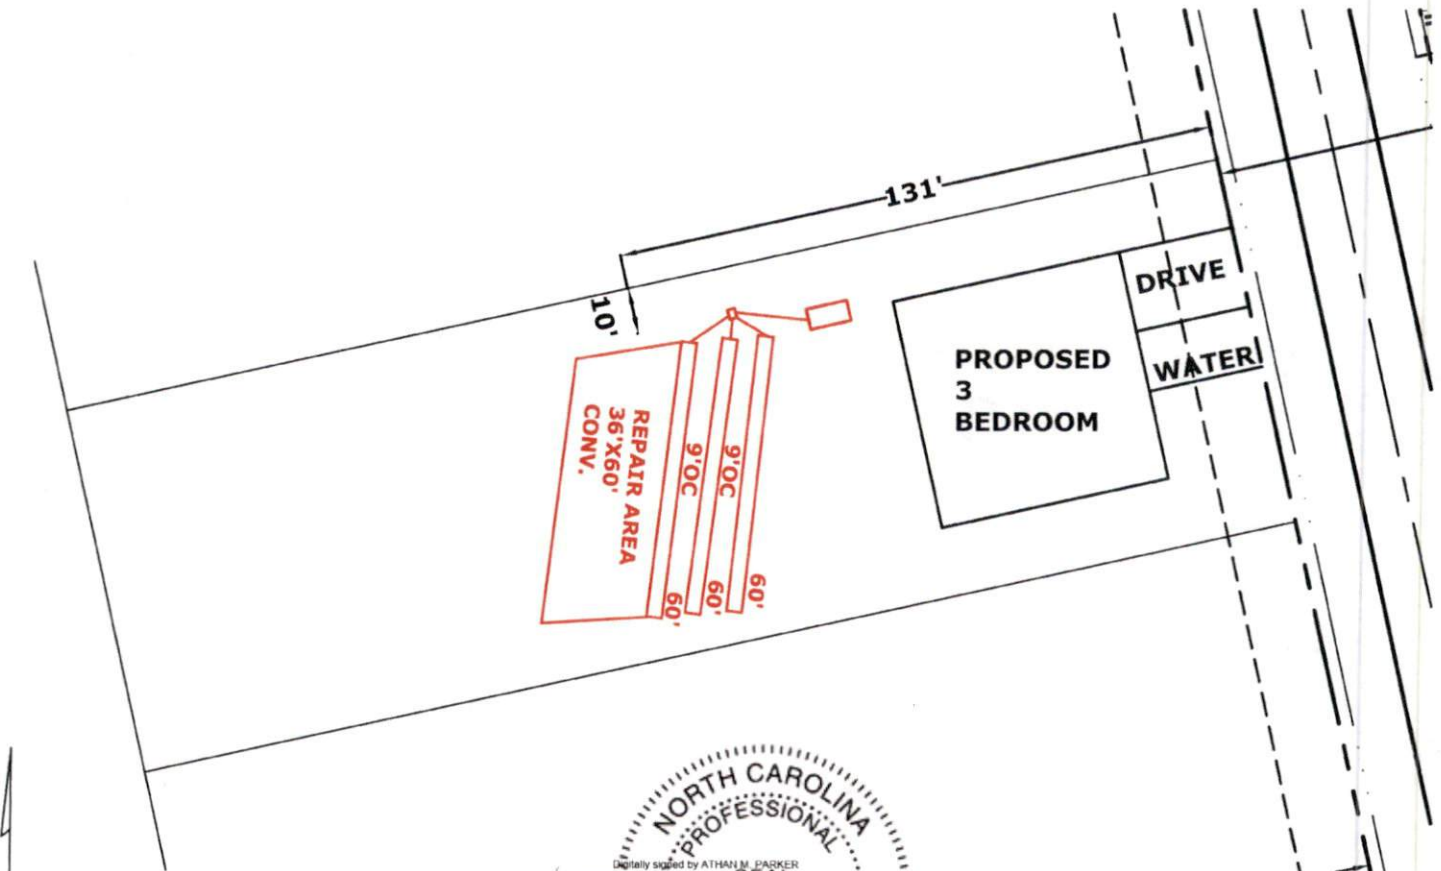 131'
10'
DRIVE
WATER
PROPOSED
3
BEDROOM
REPAIR AREA
36'X60'
CONV.
9'OC
9'OC
60'
60'
60'
NORTH CAROLINA
PROFESSIONAL
Digitally signed by ATHAN M. PARKER